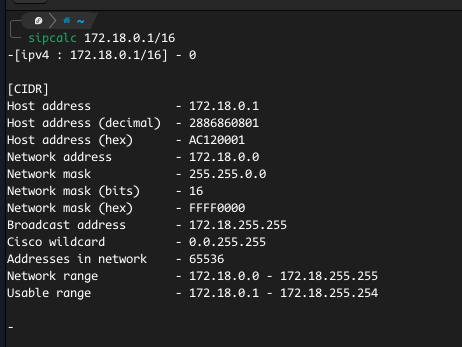 ~
sipcalc 172.18.0.1/16
-[ipv4 : 172.18.0.1/16] - 0
[CIDR]
Host address - 172.18.0.1
Host address (decimal) - 2886860801
Host address (hex) - AC120001
Network address - 172.18.0.0
Network mask - 255.255.0.0
Network mask (bits) - 16
Network mask (hex) - FFFF0000
Broadcast address - 172.18.255.255
Cisco wildcard - 0.0.255.255
Addresses in network - 65536
Network range - 172.18.0.0 - 172.18.255.255
Usable range - 172.18.0.1 - 172.18.255.254
-